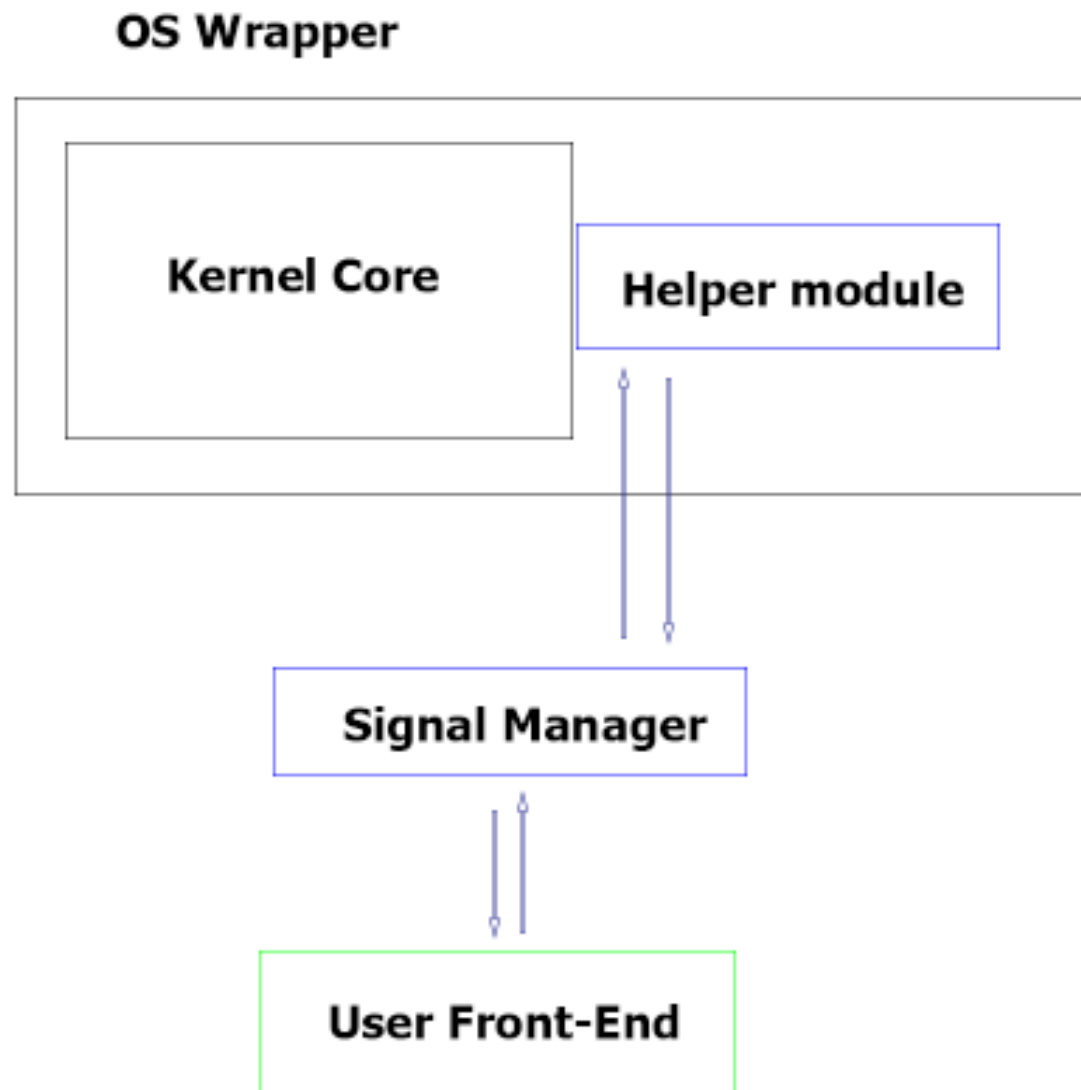 OS Wrapper
Kernel Core
Helper module
Signal Manager
User Front-End